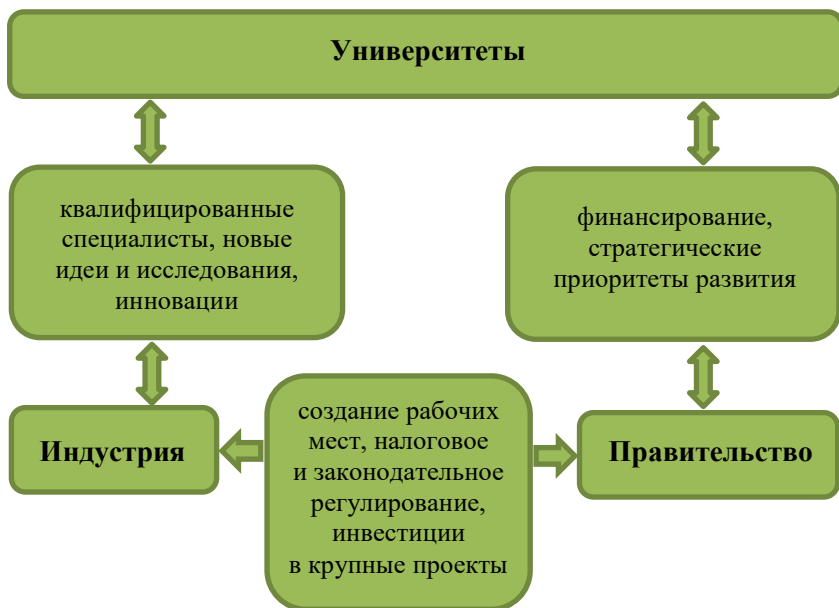 Университеты
квалифицированные
специалисты, новые
идеи и исследования,
инновации
финансирование,
стратегические
приоритеты развития
Индустрия
создание рабочих
мест, налоговое
и законодательное
регулирование,
инвестиции
в крупные проекты
Правительство